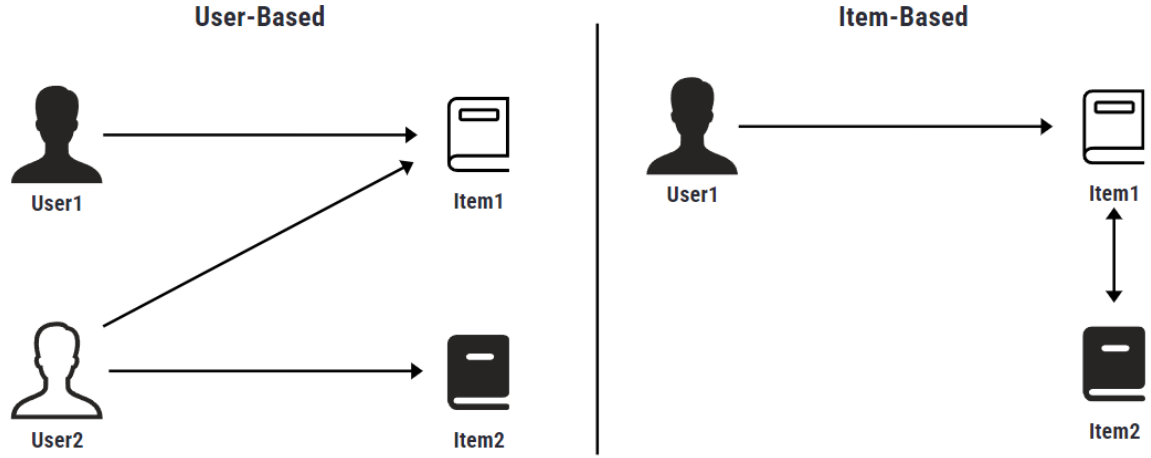 User-Based
Item-Based
User1
Item1
User2
Item2
User1
Item1
Item2